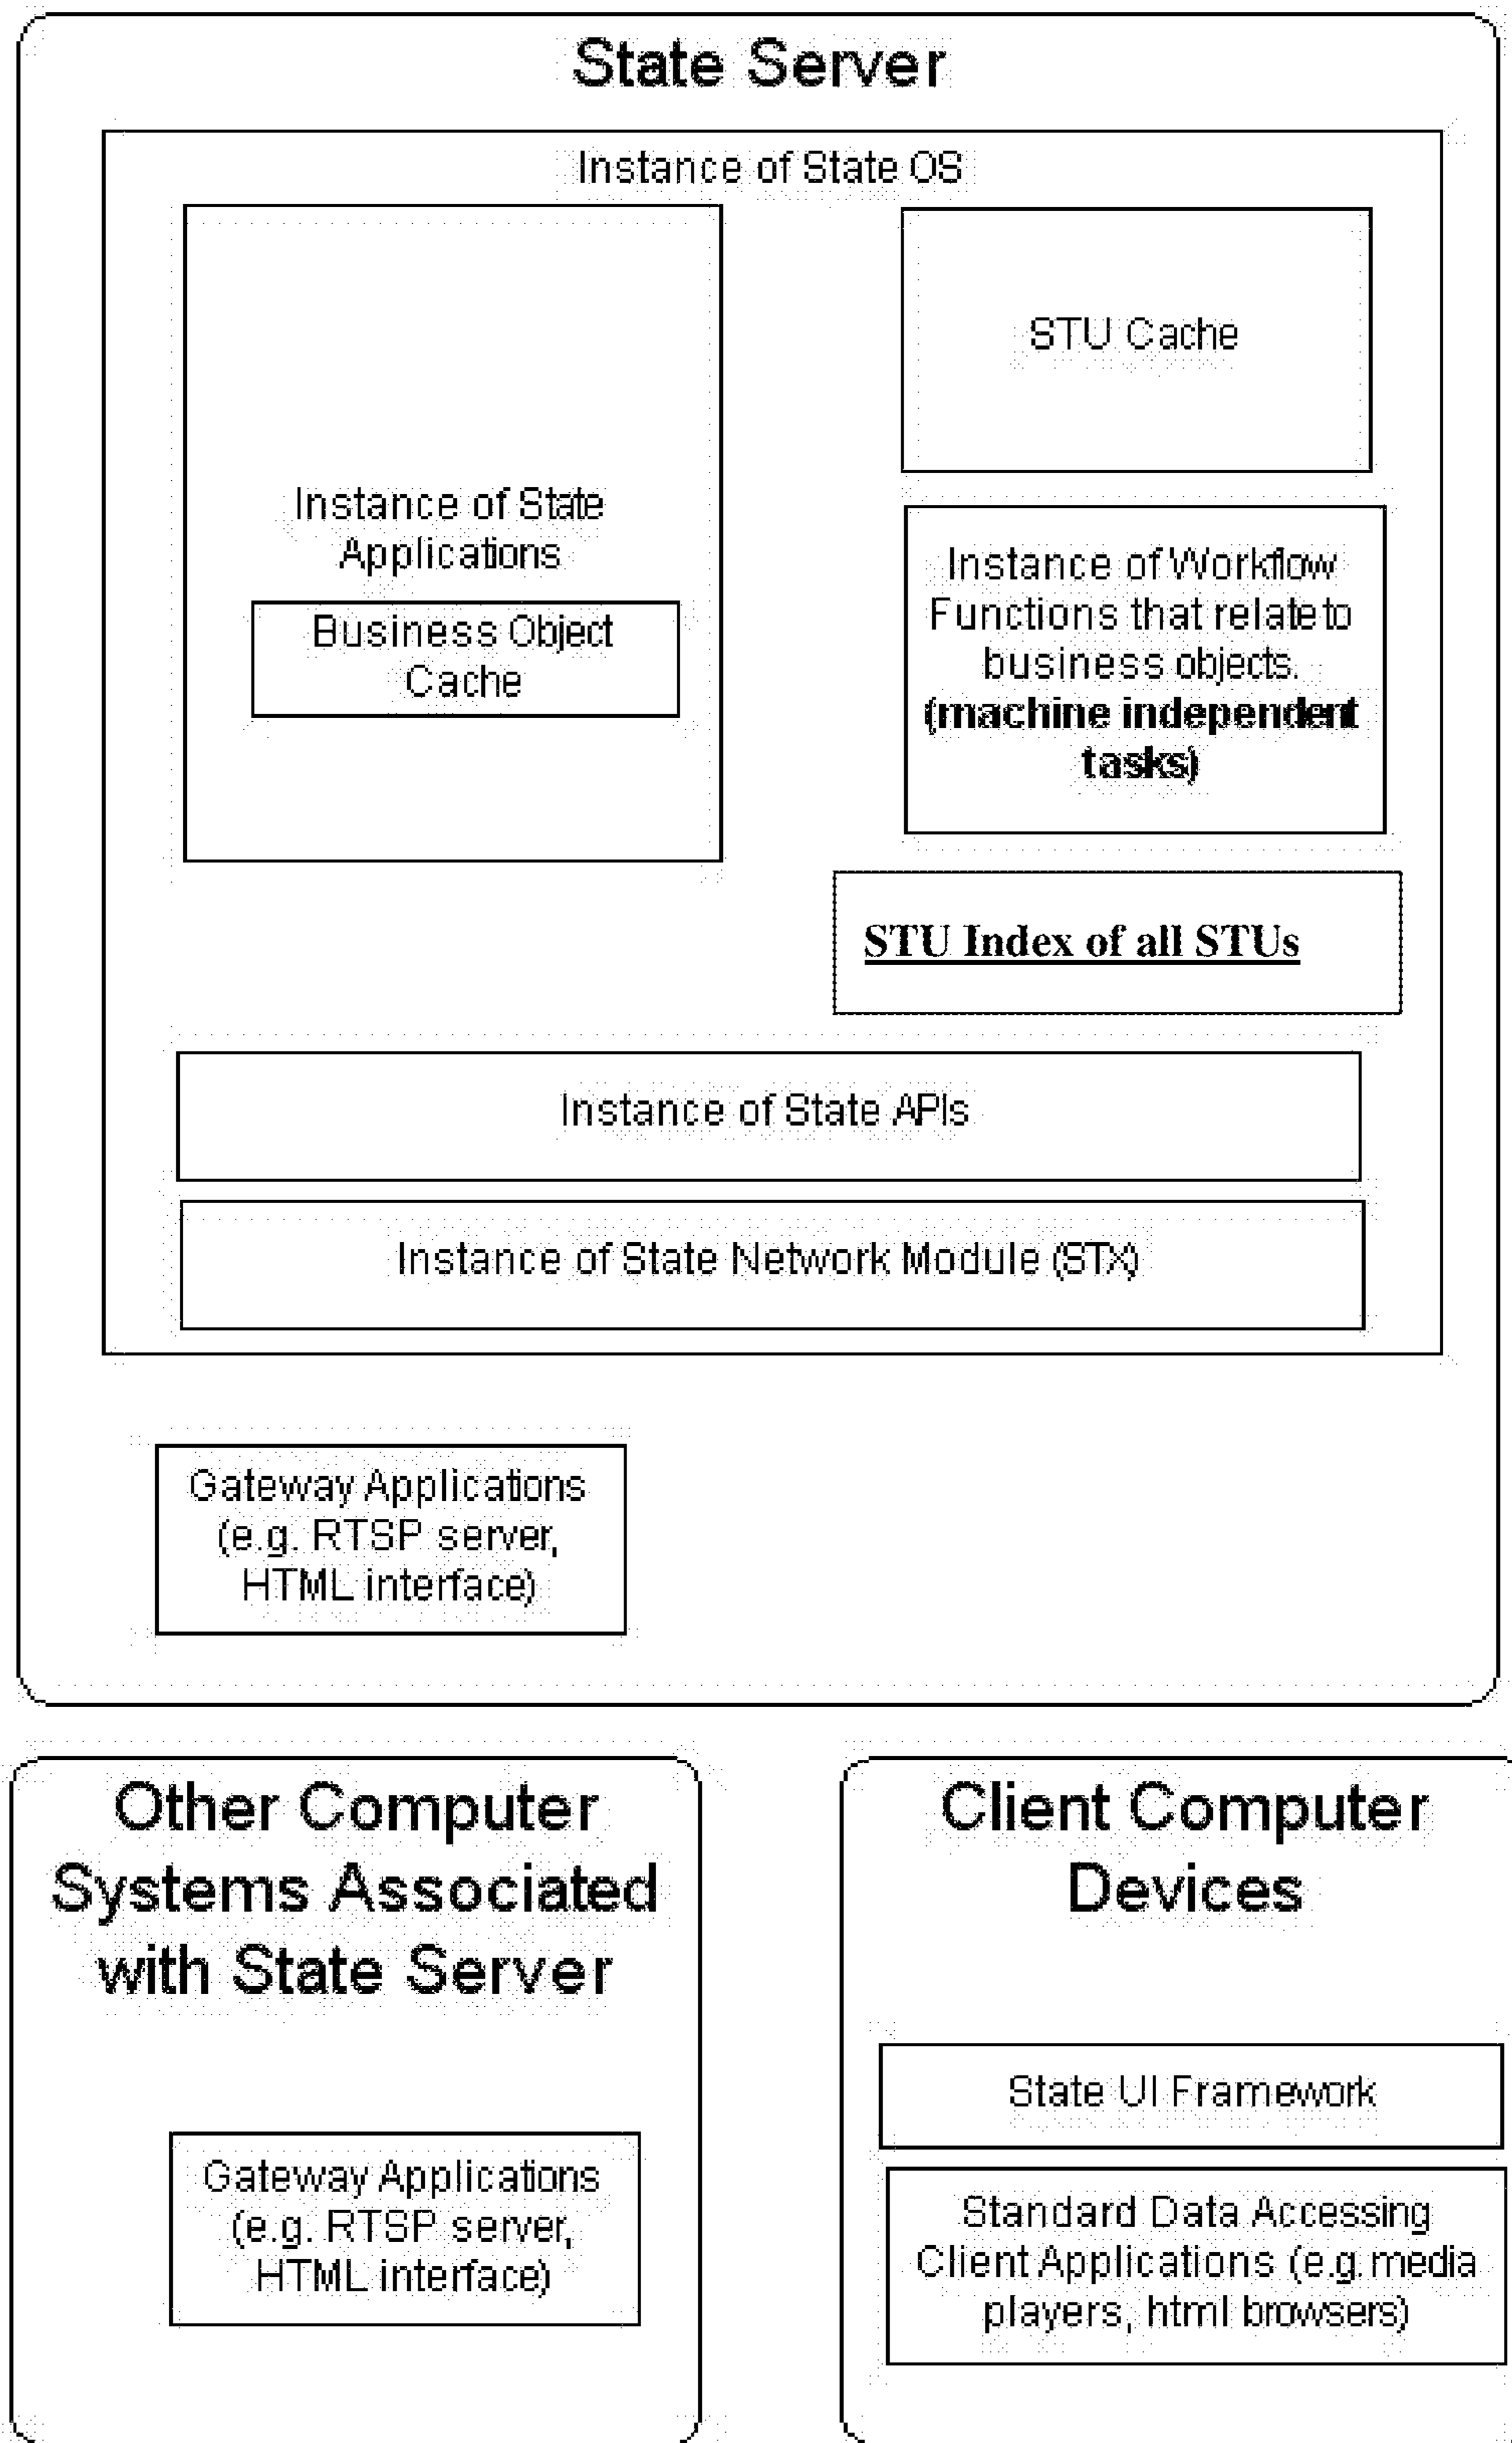 State Server
Instance of State OS
Instance of State
Applications
Business Object
Cache
STU Cache
Instance of Workflow
Functions that relate to
business objects.
(machine independent
tasks)
STU Index of all STUs
Instance of State APIs
Instance of State Network Module (STX)
Gateway Applications
(e.g. RTSP server,
HTML interface)
Other Computer
Systems Associated
with State Server
Gateway Applications
(e.g. RTSP server,
HTML interface)
Client Computer
Devices
State UI Framework
Standard Data Accessing
Client Applications (e.g. media
players, html browsers)